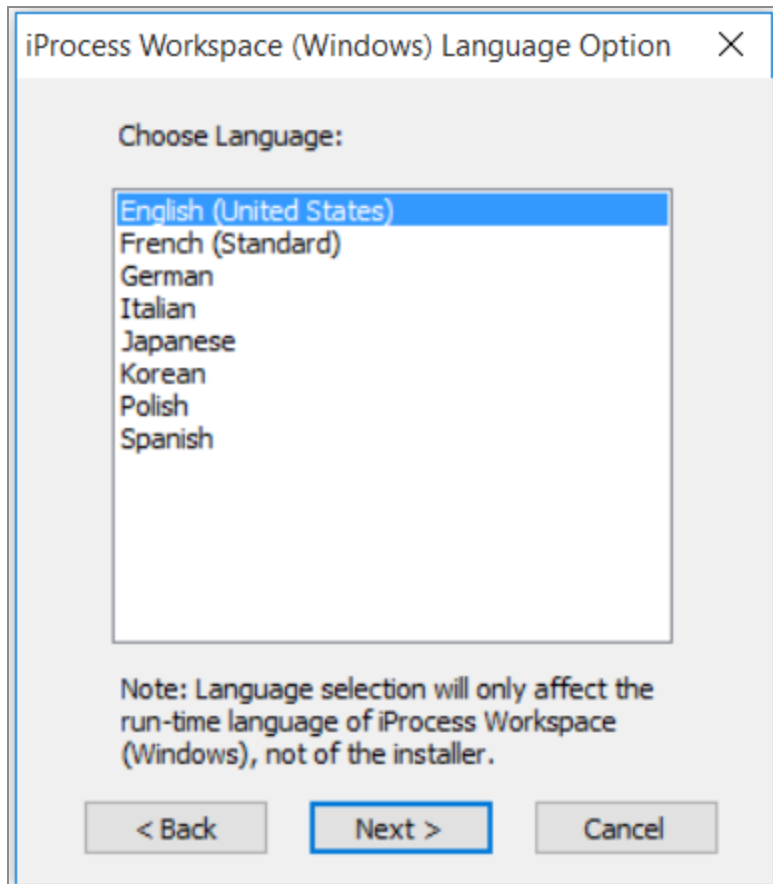 iProcess Workspace (Windows) Language Option
Choose Language:
English (United States)
French (Standard)
German
Italian
Japanese
Korean
Polish
Spanish
Note: Language selection will only affect the
run-time language of iProcess Workspace
(Windows), not of the installer.
< Back Next > Cancel